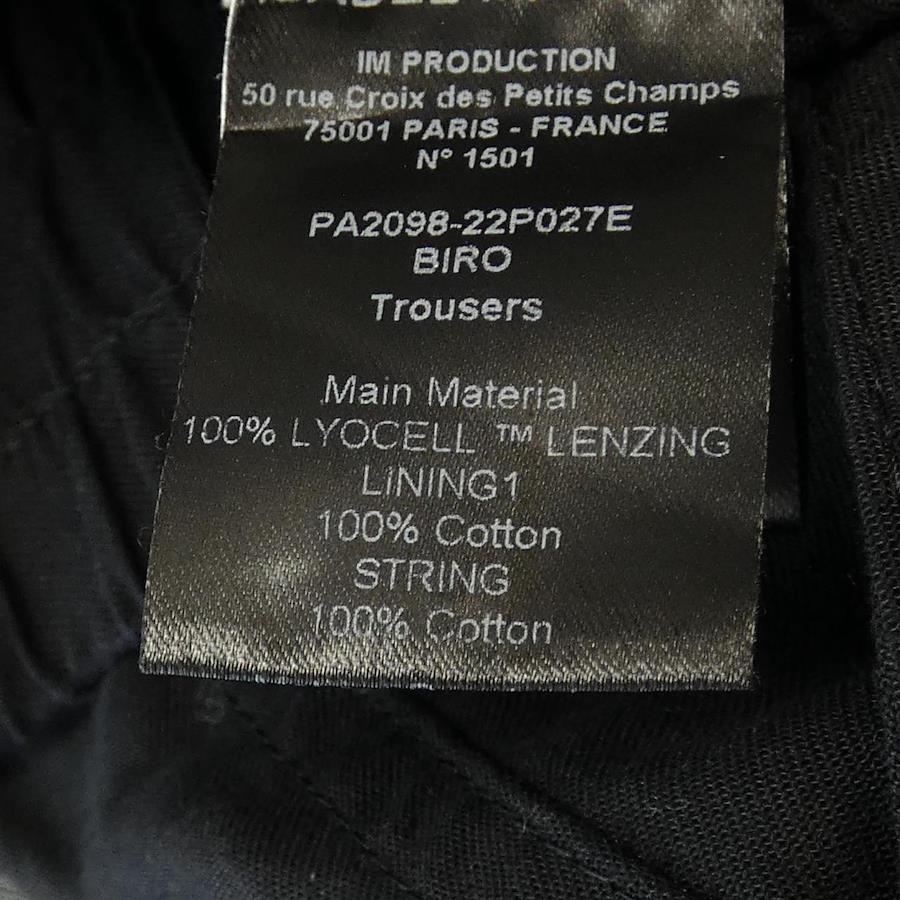 IM PRODUCTION
50 rue Croix des Petits Champs
75001 PARIS - FRANCE
N° 1501
PA2098-22P027E
BIRO
Trousers
Main Material
100% LYOCELL ™ LENZING
LiNING1
100% Cotton
STRING
100% Cotton